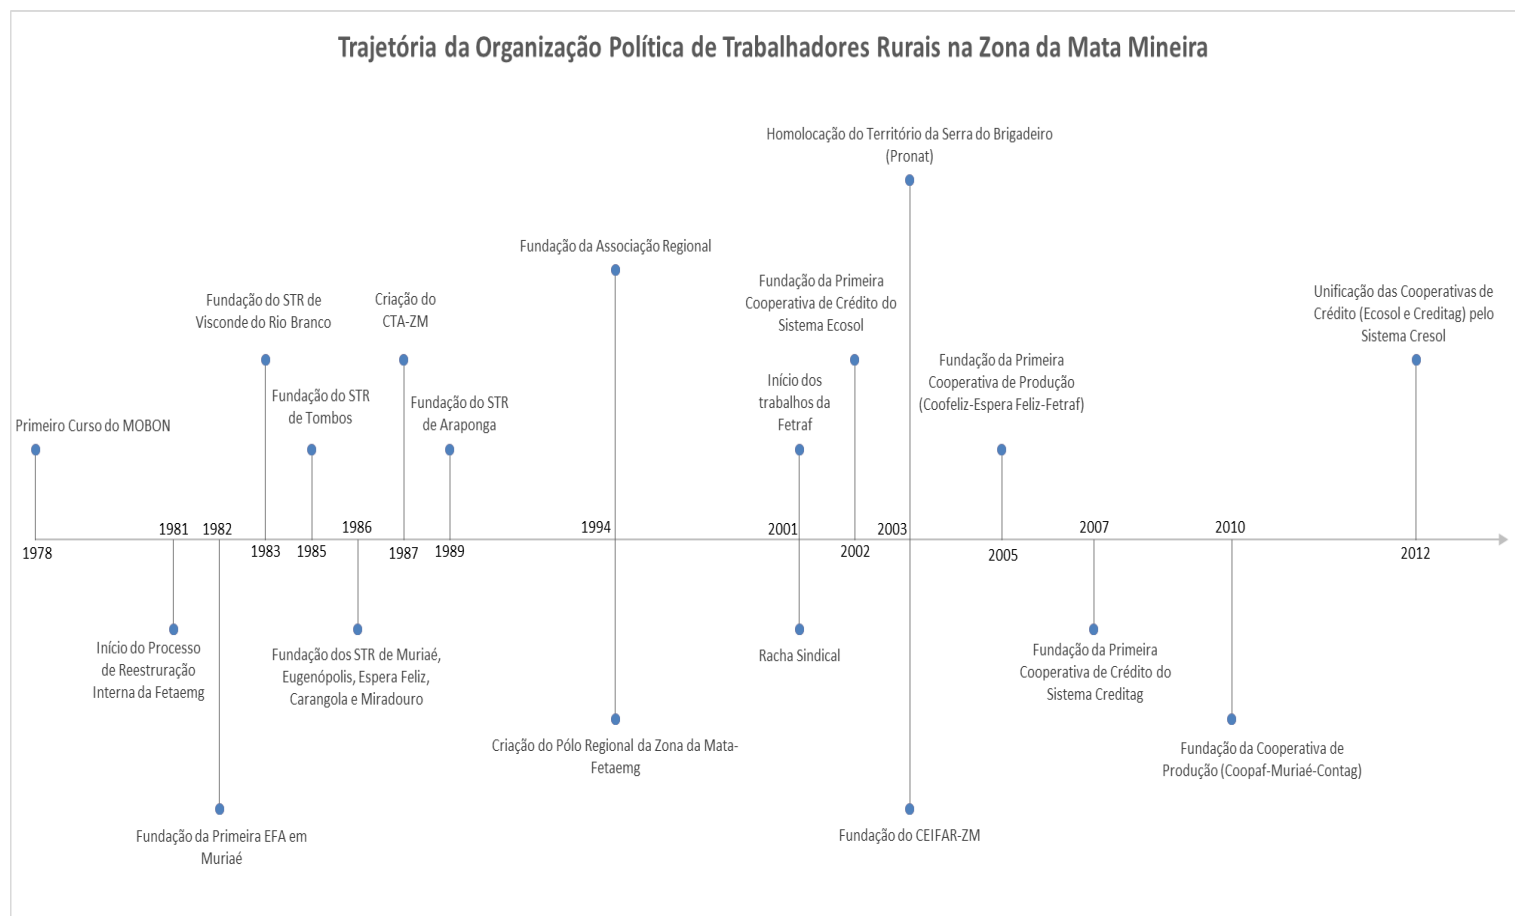 Trajetória da Organização Política de Trabalhadores Rurais na Zona da Mata Mineira
Homolocação do Território da Serra do Brigadeiro
(Pronat)
Fundação da Associação Regional
Fundação da Primeira
Cooperativa de Crédito do
Sistema Ecosol
Fundação do STR de
Visconde do Rio Branco
Criação do
CTA-ZM
Unificação das Cooperativas de
Crédito (Ecosol e Creditag) pelo
Sistema Cresol
Fundação da Primeira
Cooperativa de Produção
(Coofeliz-Espera Feliz-Fetraf)
Início dos
trabalhos da
Fetraf
Fundação do STR
de Tombos
Fundação do STR
de Araponga
Primeiro Curso do MOBON
1978
1981
1982
1983
1985
1986
1987
1989
1994
2001
2002
2003
2005
2007
2010
2012
Início do Processo
de Reestruração
Interna da Fetaemg
Fundação dos STR de Muriaé,
Eugenópolis, Espera Feliz,
Carangola e Miradouro
Racha Sindical
Fundação da Primeira
Cooperativa de Crédito do
Sistema Creditag
Criação do Pólo Regional da Zona da Mata-
Fetaemg
Fundação da Cooperativa de
Produção (Coopaf-Muriaé-Contag)
Fundação da Primeira EFA em
Muriaé
Fundação do CEIFAR-ZM